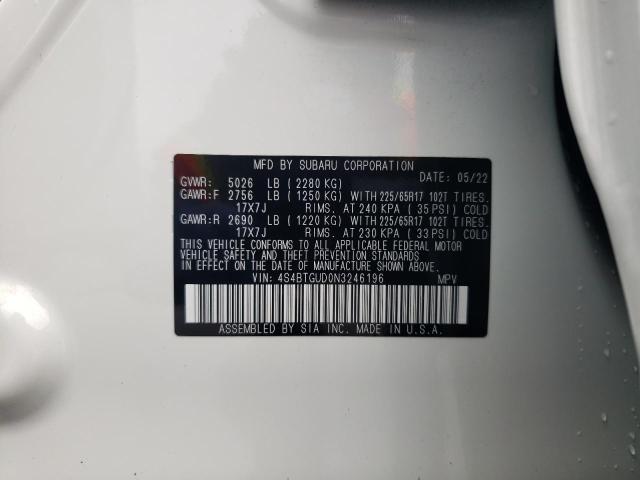 MFD BY SUBARU CORPORATION
DATE: 05/22
GVWR: 5026 LB ( 2280 KG)
GAWR:F 2756 LB ( 1250 KG) WITH 225/65R17 102T TIRES.
17X7J RIMS. AT 240 KPA ( 35 PSI) COLD
GAWR:R 2690 LB ( 1220 KG) WITH 225/65R17 102T TIRES.
17X7J RIMS. AT 230 KPA ( 33 PSI) COLD
THIS VEHICLE CONFORMS TO ALL APPLICABLE FEDERAL MOTOR
VEHICLE SAFETY AND THEFT PREVENTION STANDARDS
IN EFFECT ON THE DATE OF MANUFACTURE SHOWN ABOVE.
VIN: 4S4BTGUD0N3246196 MPV
ASSEMBLED BY SIA INC. MADE IN U.S.A.